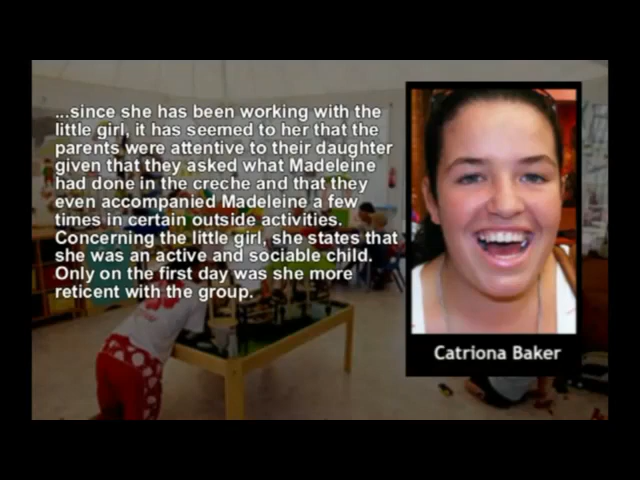 ...since she has been working with the
little girl, it has seemed to her that the
parents were attentive to their daughter
given that they asked what Madeleine
had done in the creche and that they
even accompanied Madeleine a few
times in certain outside activities.
Concerning the little girl, she states that
she was an active and sociable child.
Only on the first day was she more
reticent with the group.
Catriona Baker